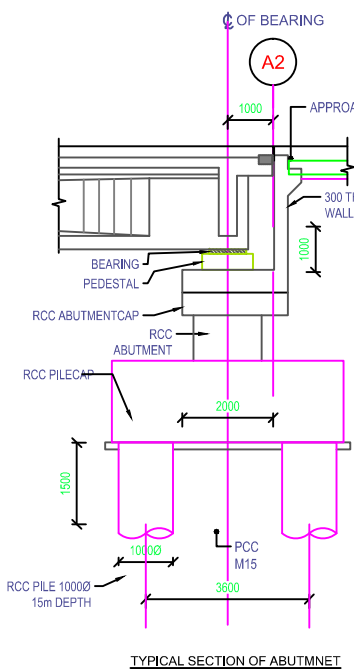 ℄ OF BEARING
A2
1000
APPROA
300 TH
WALL
1000
BEARING
PEDESTAL
RCC ABUTMENTCAP
RCC
ABUTMENT
RCC PILECAP
2000
1500
1000Ø
PCC
M15
RCC PILE 1000Ø
15m DEPTH
3600
TYPICAL SECTION OF ABUTMNET